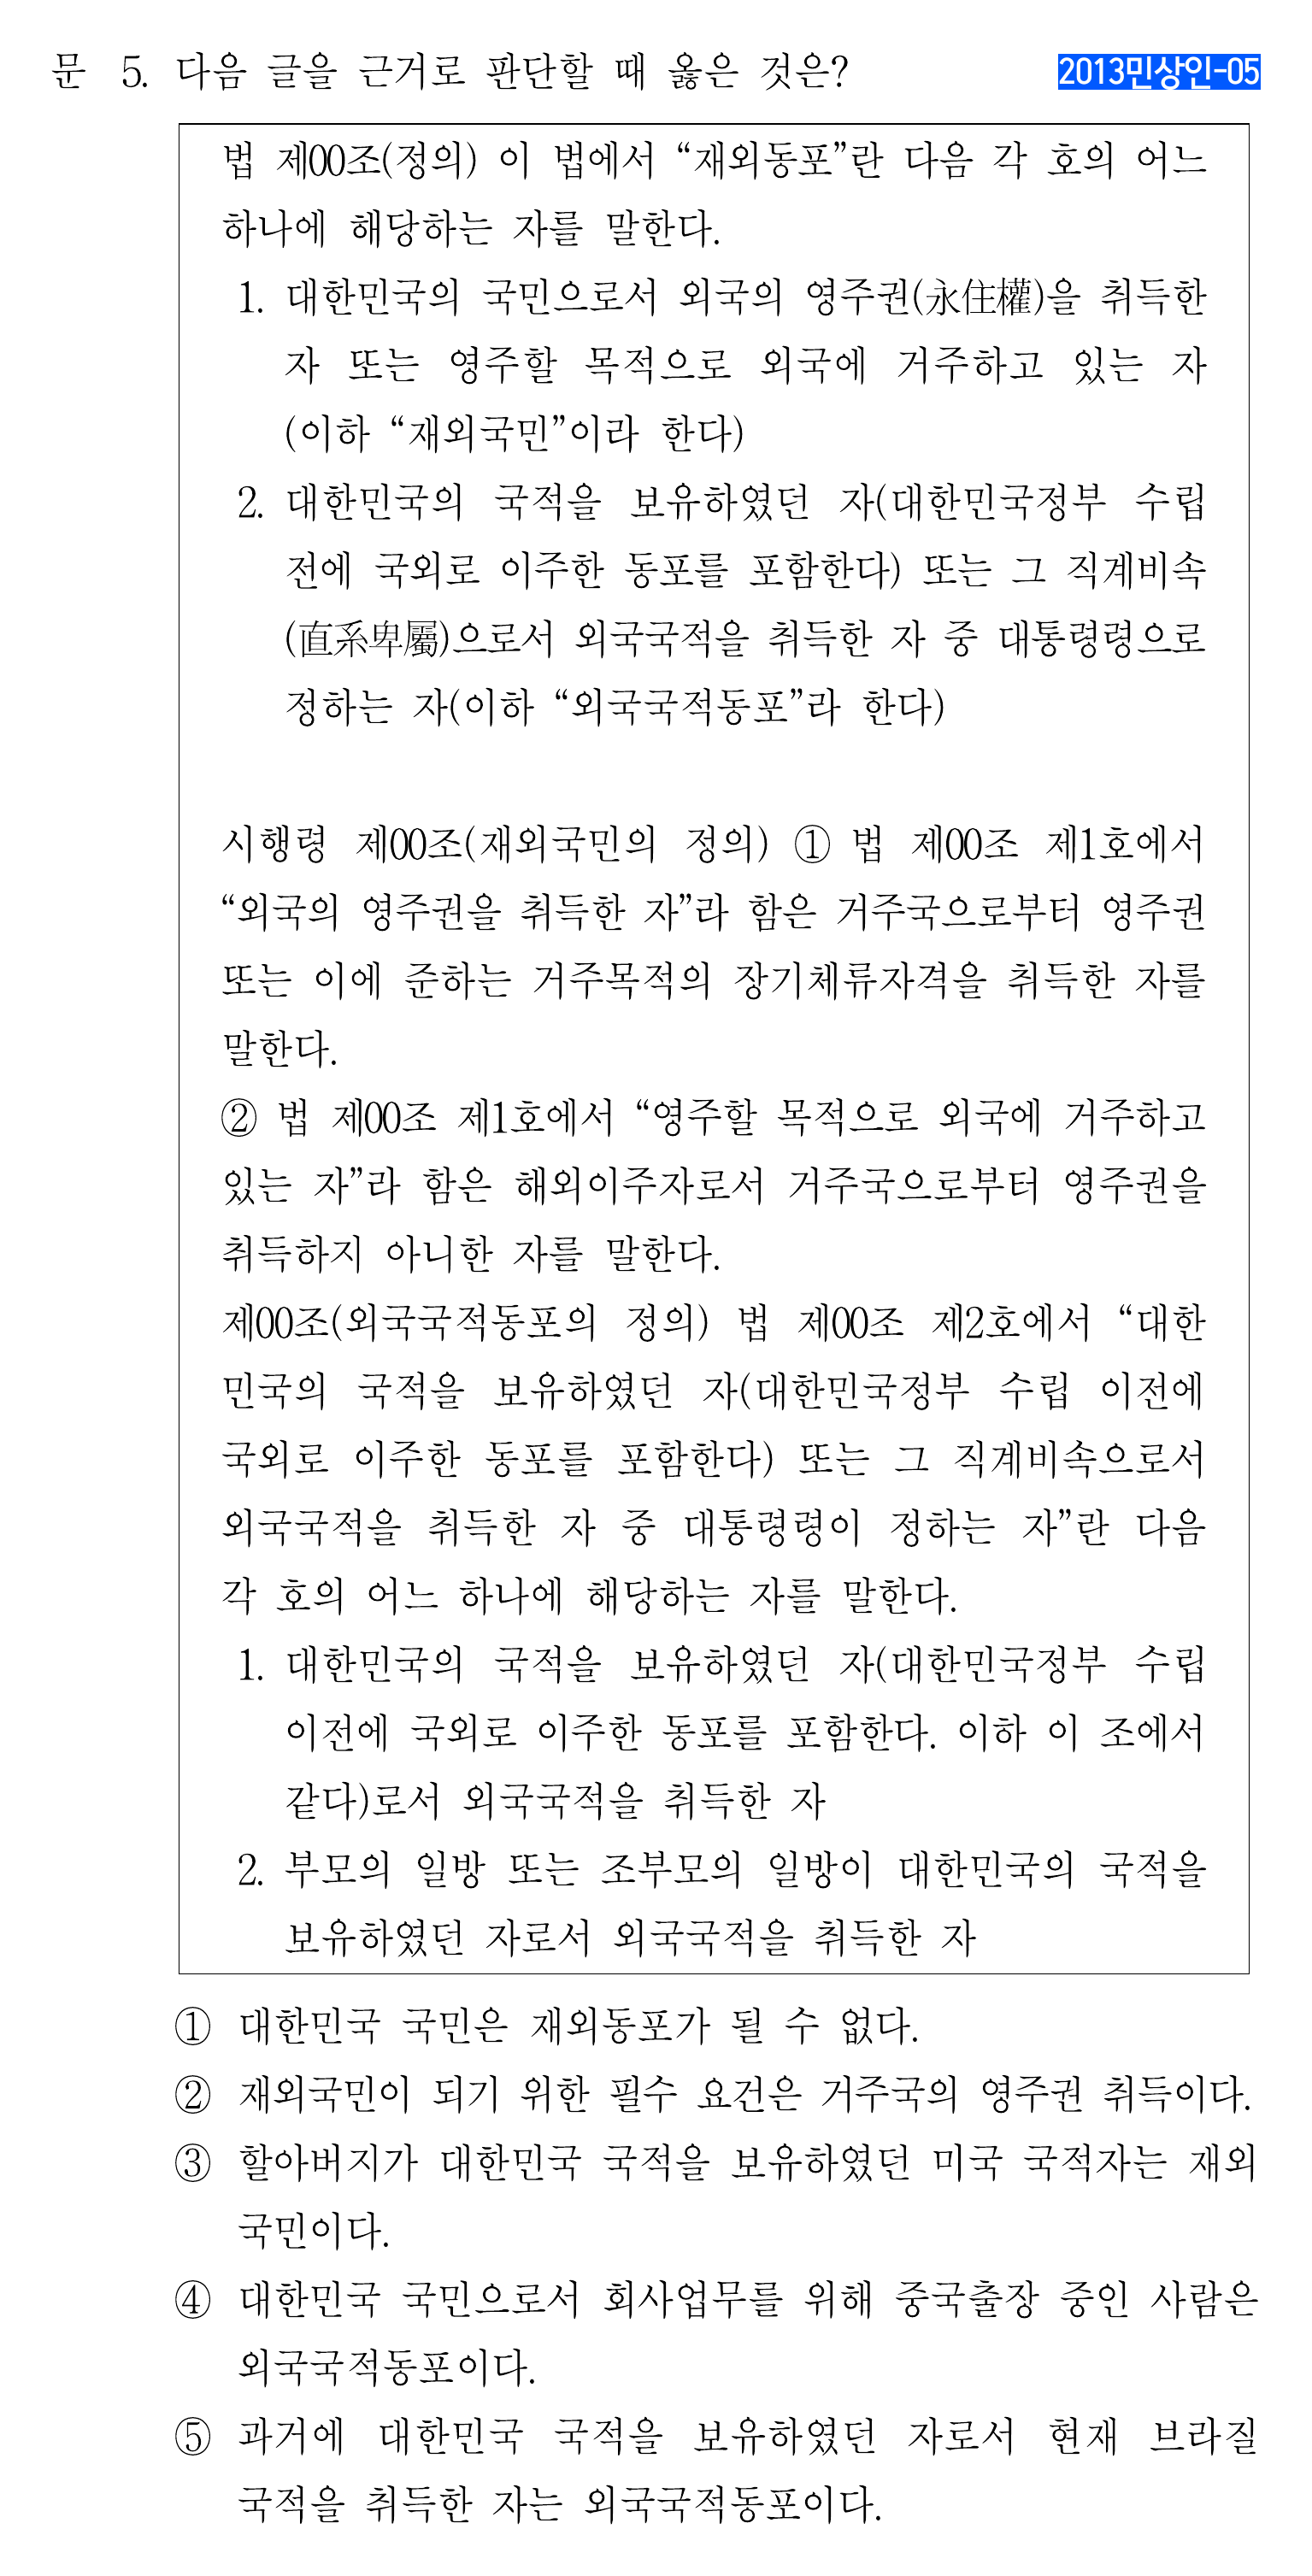 문 5. 다음 글을 근거로 판단할 때 옳은 것은?
2013민상인-05
법 제00조(정의) 이 법에서 “재외동포”란 다음 각 호의 어느
하나에 해당하는 자를 말한다.
1. 대한민국의 국민으로서 외국의 영주권(永住權)을 취득한
자 또는 영주할 목적으로 외국에 거주하고 있는 자
(이하 “재외국민”이라 한다)
2. 대한민국의 국적을 보유하였던 자(대한민국정부 수립
전에 국외로 이주한 동포를 포함한다) 또는 그 직계비속
(直系卑屬)으로서 외국국적을 취득한 자 중 대통령령으로
정하는 자(이하 “외국국적동포”라 한다)
시행령 제00조(재외국민의 정의) ① 법 제00조 제1호에서
“외국의 영주권을 취득한 자”라 함은 거주국으로부터 영주권
또는 이에 준하는 거주목적의 장기체류자격을 취득한 자를
말한다.
② 법 제00조 제1호에서 “영주할 목적으로 외국에 거주하고
있는 자”라 함은 해외이주자로서 거주국으로부터 영주권을
취득하지 아니한 자를 말한다.
제00조(외국국적동포의 정의) 법 제00조 제2호에서 “대한
민국의 국적을 보유하였던 자(대한민국정부 수립 이전에
국외로 이주한 동포를 포함한다) 또는 그 직계비속으로서
외국국적을 취득한 자 중 대통령령이 정하는 자”란 다음
각 호의 어느 하나에 해당하는 자를 말한다.
1. 대한민국의 국적을 보유하였던 자(대한민국정부 수립
이전에 국외로 이주한 동포를 포함한다. 이하 이 조에서
같다)로서 외국국적을 취득한 자
2. 부모의 일방 또는 조부모의 일방이 대한민국의 국적을
보유하였던 자로서 외국국적을 취득한 자
① 대한민국 국민은 재외동포가 될 수 없다.
② 재외국민이 되기 위한 필수 요건은 거주국의 영주권 취득이다.
③ 할아버지가 대한민국 국적을 보유하였던 미국 국적자는 재외
국민이다.
④ 대한민국 국민으로서 회사업무를 위해 중국출장 중인 사람은
외국국적동포이다.
⑤ 과거에 대한민국 국적을 보유하였던 자로서 현재 브라질
국적을 취득한 자는 외국국적동포이다.